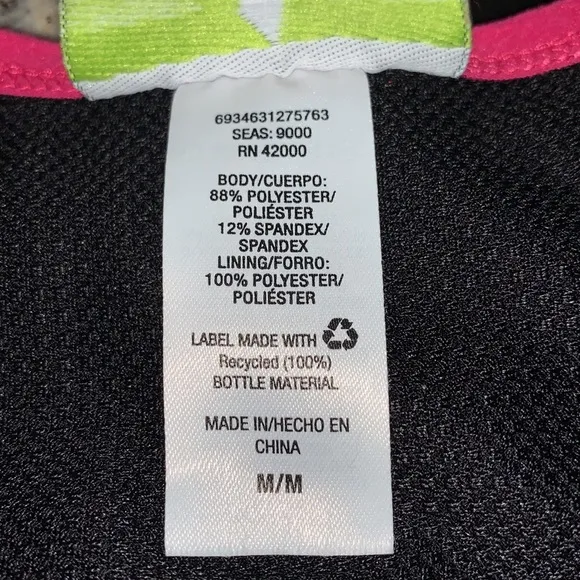 6934631275763
SEAS: 9000
RN 42000
BODY/CUERPO:
88% POLYESTER/
POLIÉSTER
12% SPANDEX/
SPANDEX
LINING/FORRO:
100% POLYESTER/
POLIÉSTER
LABEL MADE WITH
Recycled (100%)
BOTTLE MATERIAL
MADE IN/HECHO EN
CHINA
M/M